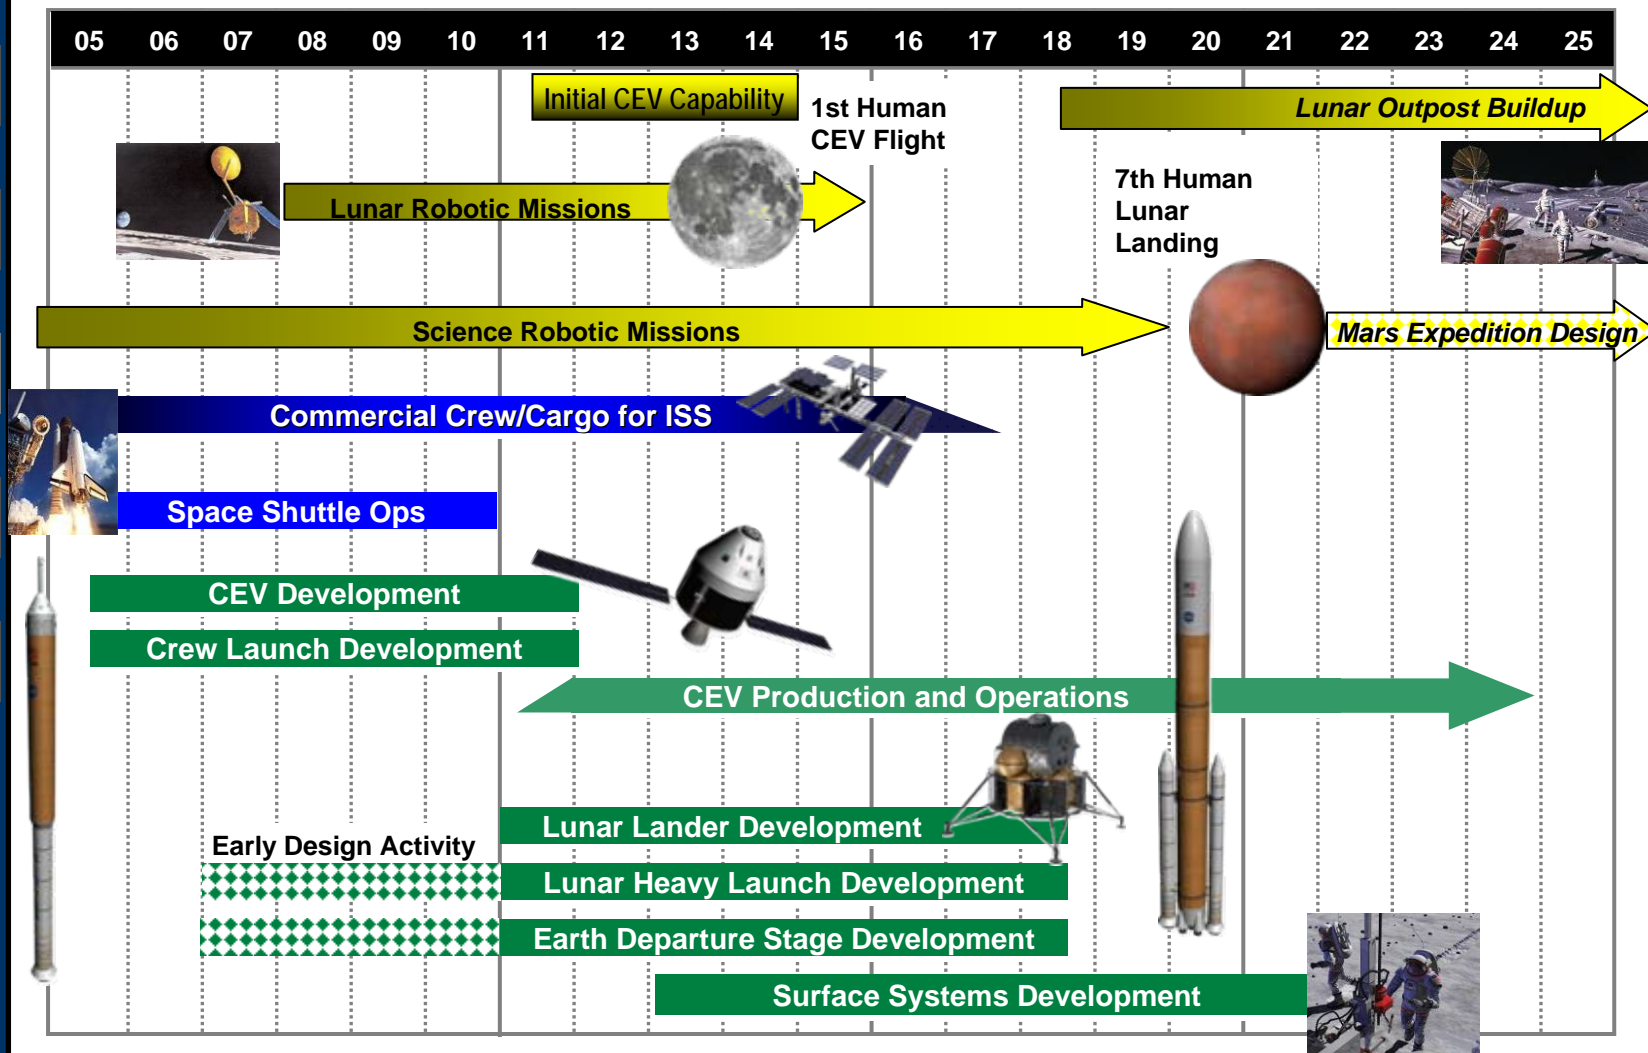 05 06 07 08 09 10 11 12 13 14 15 16 17 18 19 20 21 22 23 24 25
Initial CEV Capability
1st Human
CEV Flight
Lunar Outpost Buildup
Lunar Robotic Missions
7th Human
Lunar
Landing
Science Robotic Missions
Mars Expedition Design
Commercial Crew/Cargo for ISS
Space Shuttle Ops
CEV Development
Crew Launch Development
CEV Production and Operations
Lunar Lander Development
Early Design Activity
Lunar Heavy Launch Development
Earth Departure Stage Development
Surface Systems Development